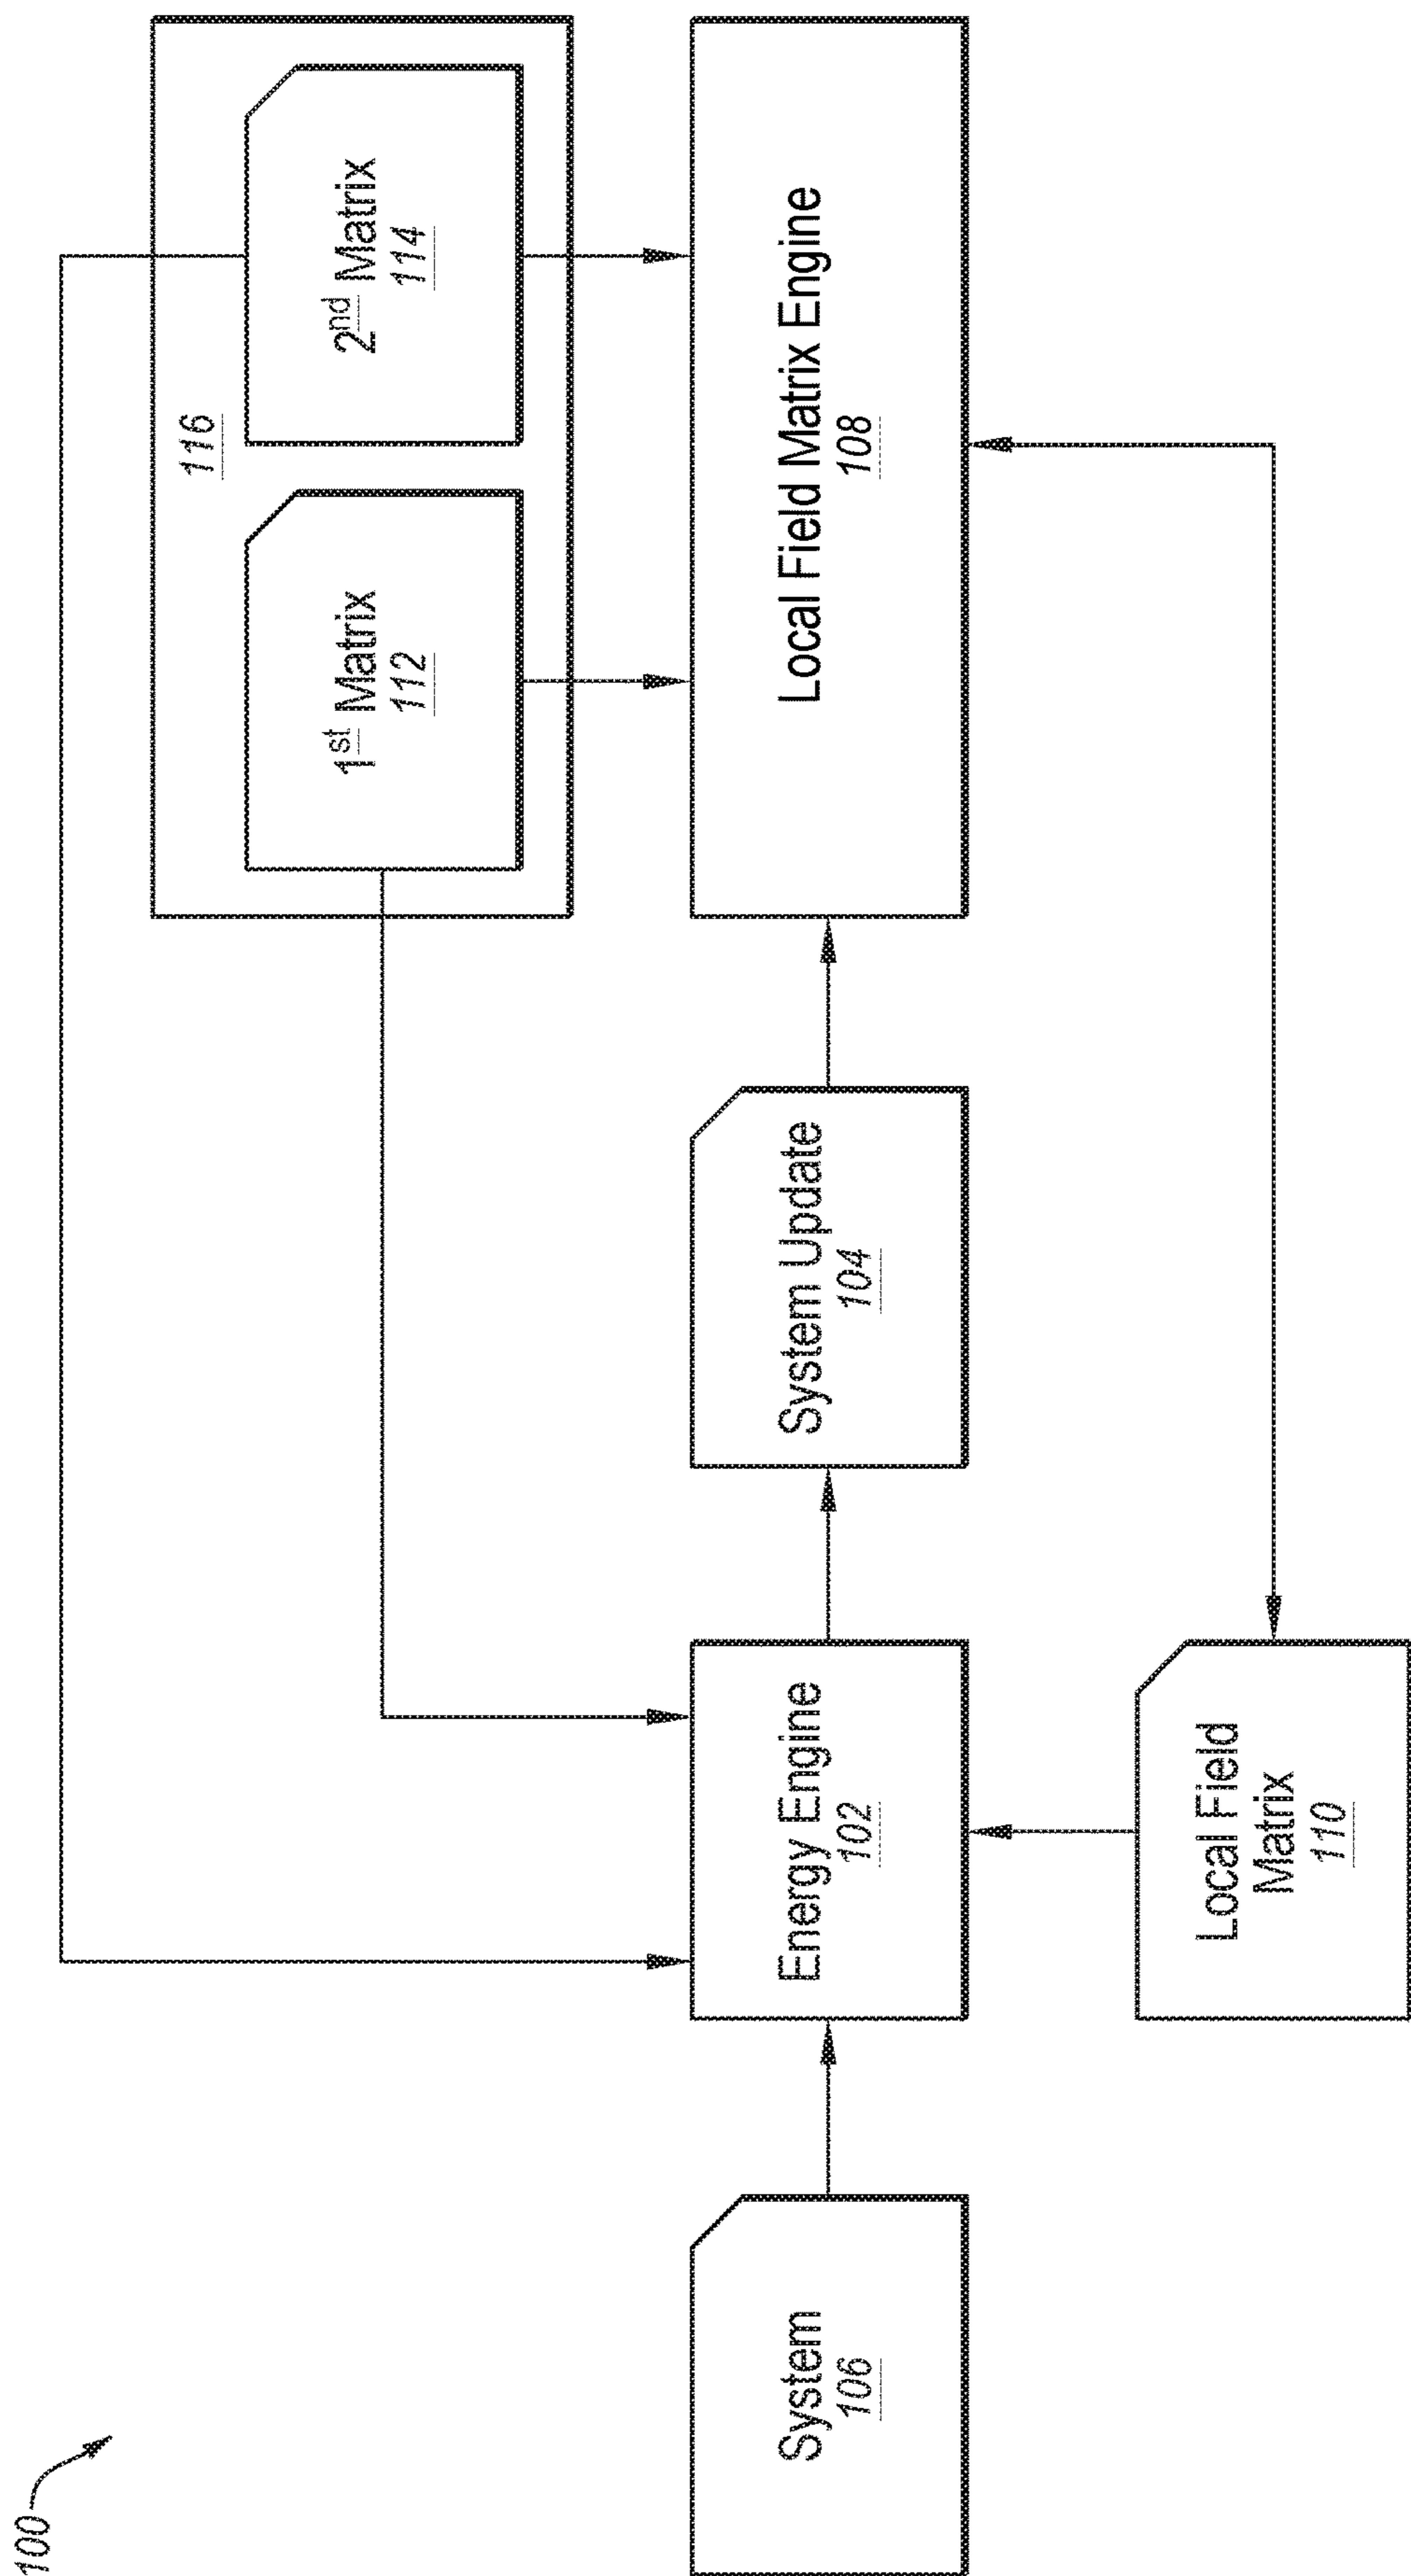 100
116
1st Matrix
112
2nd Matrix
114
System
106
Energy Engine
102
System Update
104
Local Field Matrix Engine
108
Local Field
Matrix
110